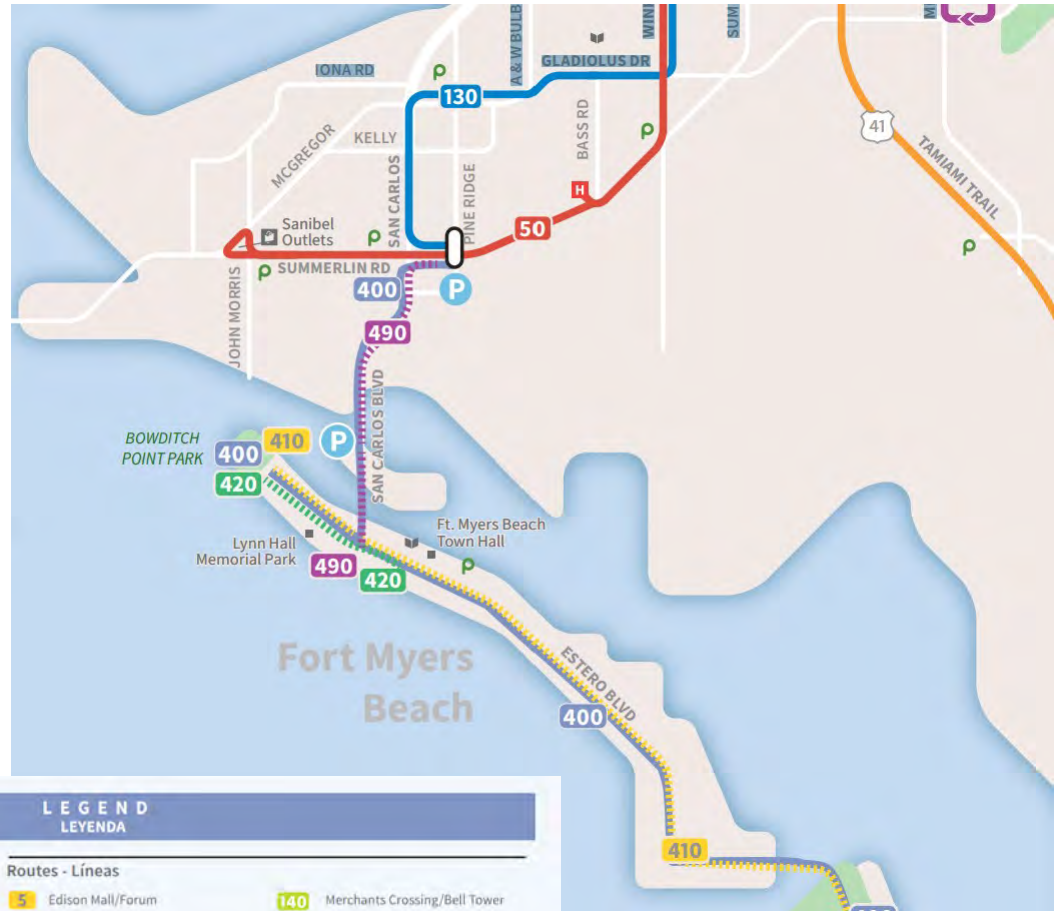 A & W BULB
WIN
SUM
IONA RD
GLADIOLUS DR
130
41
MCGREGOR
KELLY
SAN CARLOS
PINE RIDGE
BASS RD
TAMIAMI TRAIL
H
Sanibel
Outlets
50
SUMMERLIN RD
JOHN MORRIS
400
P
490
SAN CARLOS BLVD
BOWDITCH
POINT PARK
400
410
P
420
Lynn Hall
Memorial Park
Ft. Myers Beach
Town Hall
490
420
Fort Myers
Beach
ESTERO BLVD
400
410
LEGEND
LEYENDA
Routes - Líneas
5 Edison Mall/Forum
140 Merchants Crossing/Bell Tower